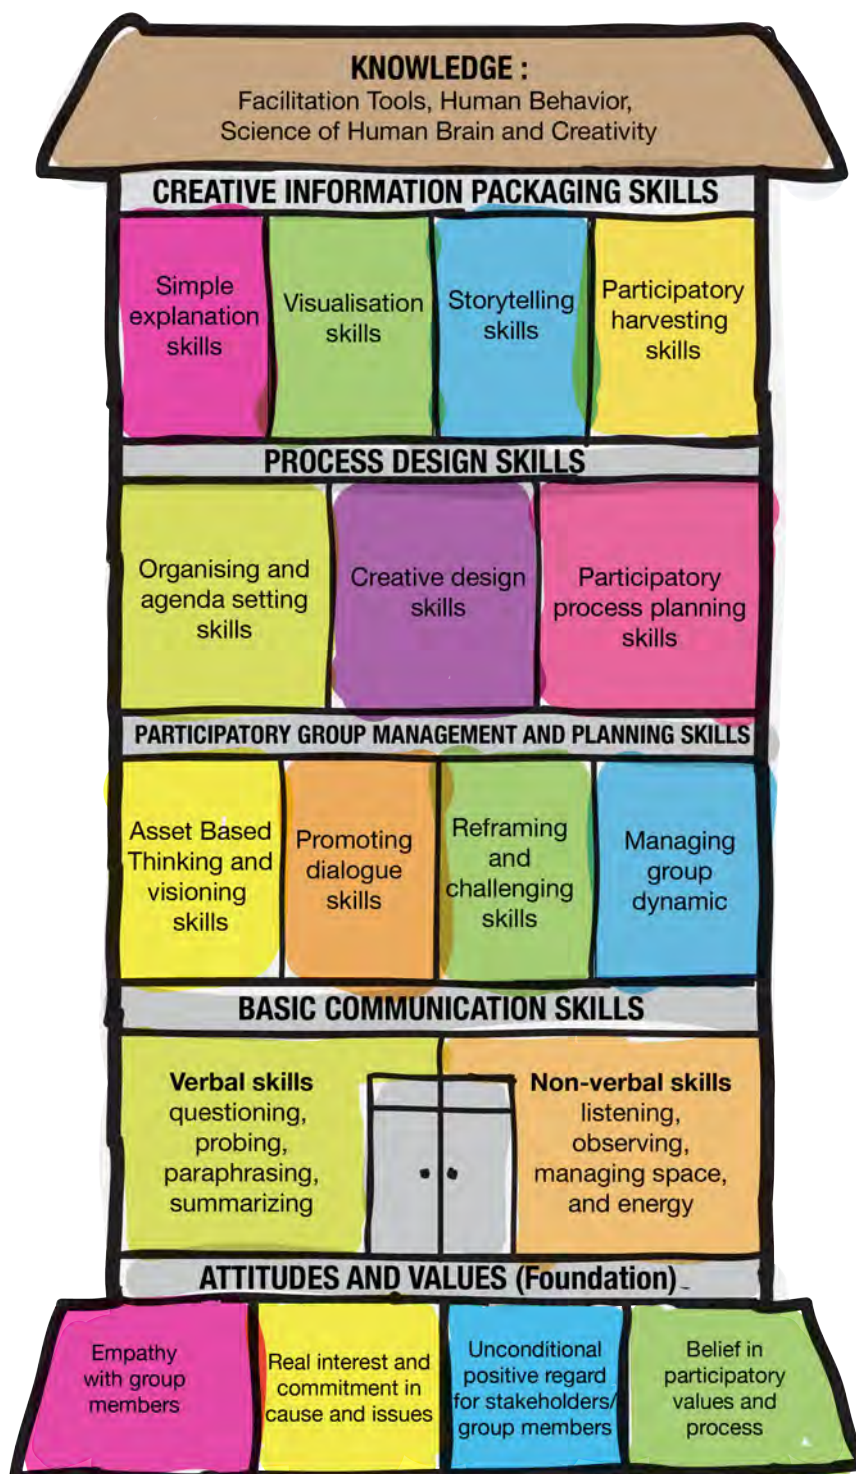 KNOWLEDGE :
Facilitation Tools, Human Behavior,
Science of Human Brain and Creativity
CREATIVE INFORMATION PACKAGING SKILLS
Simple
explanation
skills
Visualisation
skills
Storytelling
skills
Participatory
harvesting
skills
PROCESS DESIGN SKILLS
Organising and
agenda setting
skills
Creative design
skills
Participatory
process planning
skills
PARTICIPATORY GROUP MANAGEMENT AND PLANNING SKILLS
Asset Based
Thinking and
visioning
skills
Promoting
dialogue
skills
Reframing
and
challenging
skills
Managing
group
dynamic
BASIC COMMUNICATION SKILLS
Verbal skills
questioning,
probing,
paraphrasing,
summarizing
Non-verbal skills
listening,
observing,
managing space,
and energy
ATTITUDES AND VALUES (Foundation)
Empathy
with group
members
Real interest and
commitment in
cause and issues
Unconditional
positive regard
for stakeholders/
group members
Belief in
participatory
values and
process